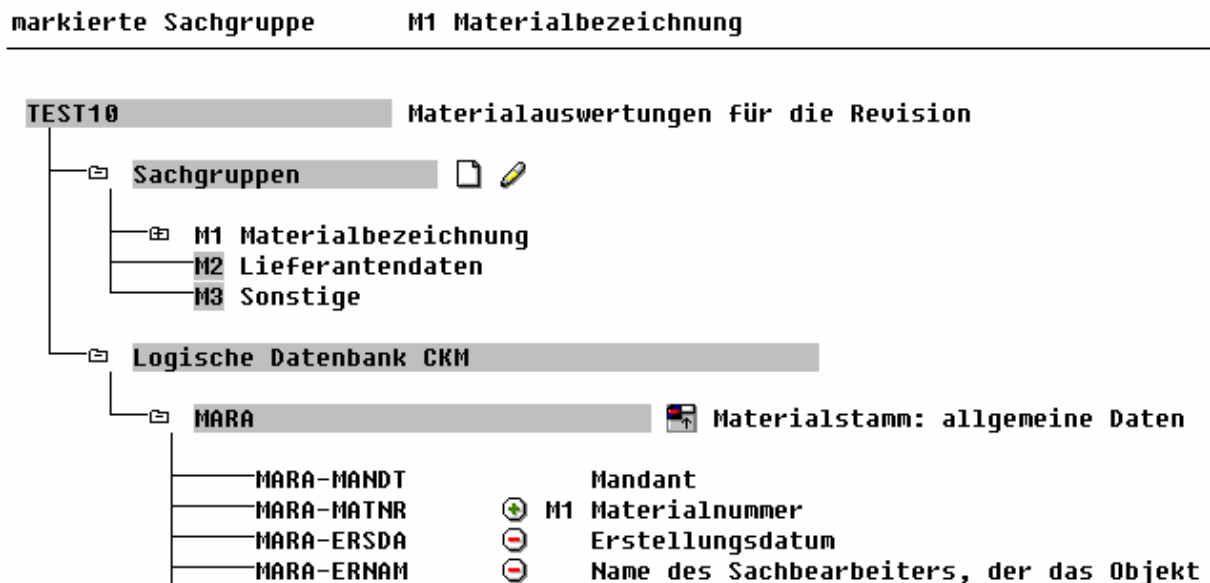 markierte Sachgruppe M1 Materialbezeichnung
TEST10 Materialauswertungen für die Revision
Sachgruppen
M1 Materialbezeichnung
M2 Lieferantendaten
M3 Sonstige
Logische Datenbank CKM
MARA Materialstamm: allgemeine Daten
MARA-MANDT Mandant
MARA-MATNR M1 Materialnummer
MARA-ERSDA Erstellungsdatum
MARA-ERNAM Name des Sachbearbeiters, der das Objekt